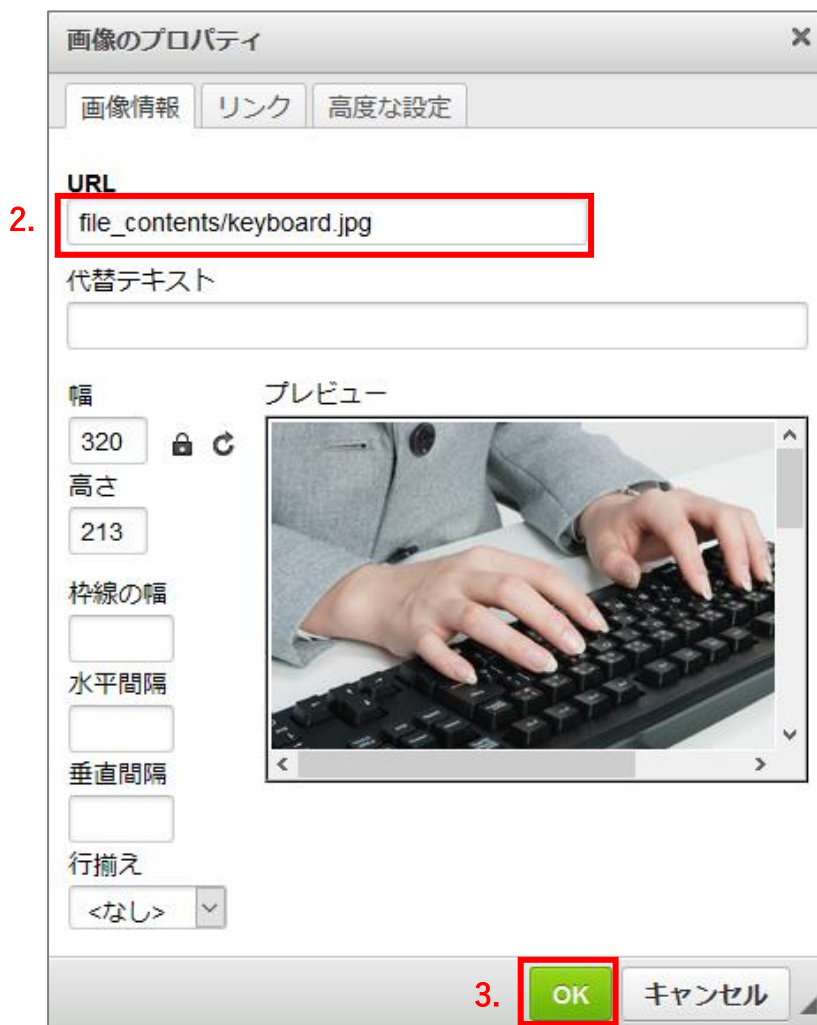 画像のプロパティ ×
画像情報 リンク 高度な設定
URL
2. file_contents/keyboard.jpg
代替テキスト
幅 プレビュー
320
高さ
213
枠線の幅
水平間隔
垂直間隔
行揃え
<なし>
3. OK キャンセル